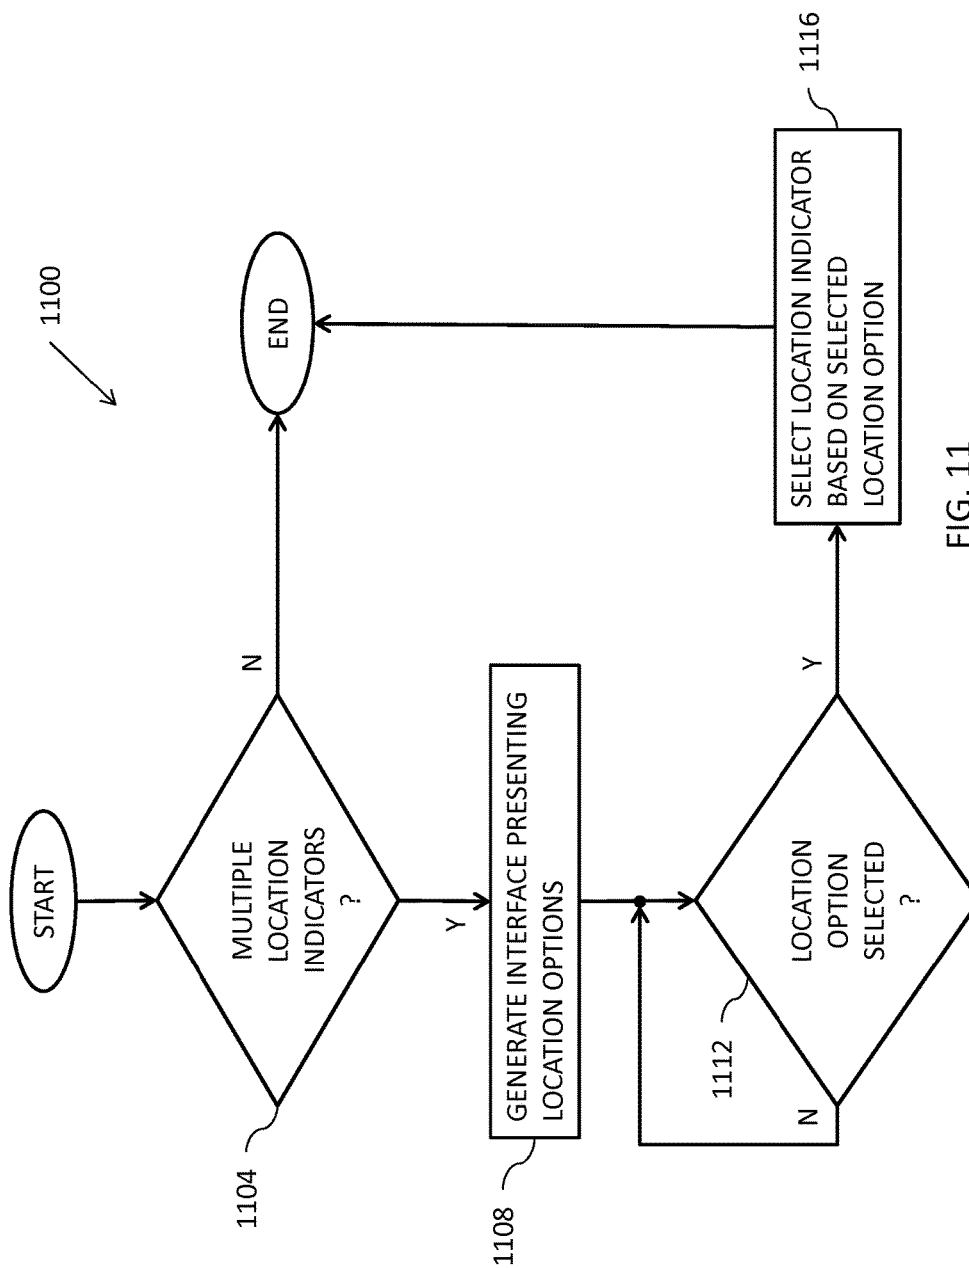 1100
START
MULTIPLE
LOCATION
INDICATORS
?
1104
N
END
Y
GENERATE INTERFACE PRESENTING
LOCATION OPTIONS
1108
LOCATION
OPTION
SELECTED
?
1112
N
Y
SELECT LOCATION INDICATOR
BASED ON SELECTED
LOCATION OPTION
1116
FIG. 11